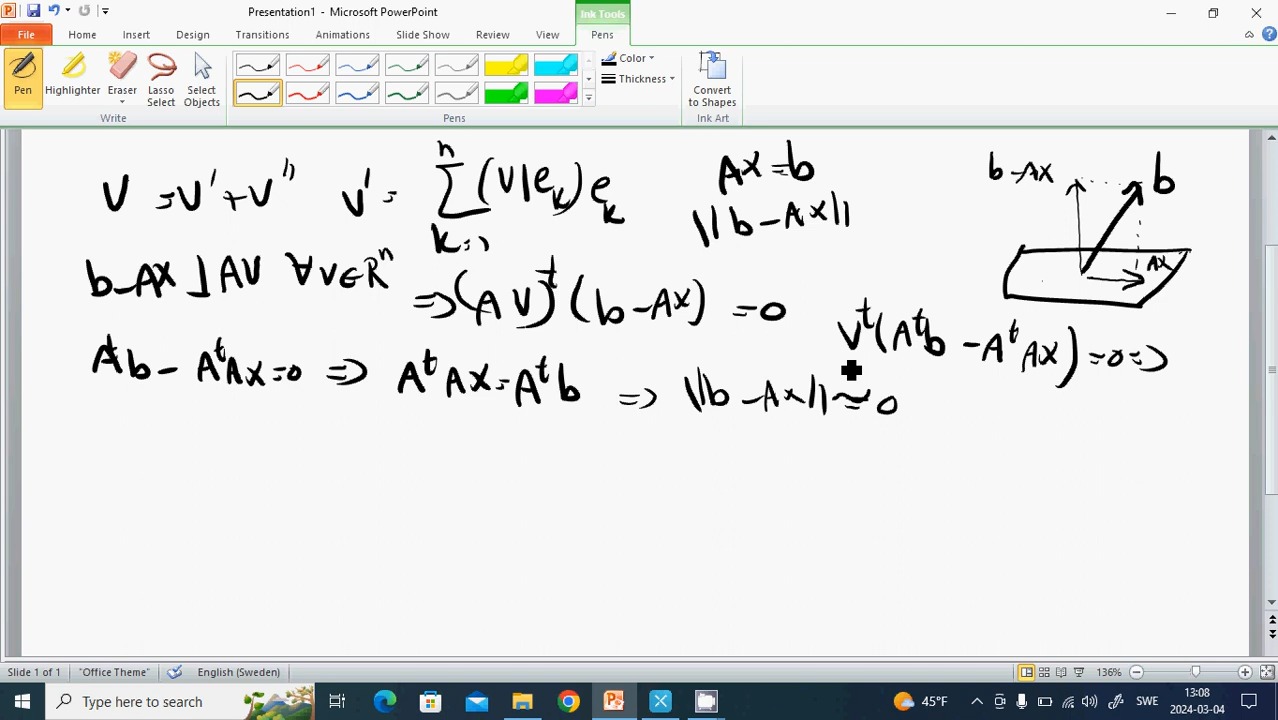 Presentation1 - Microsoft PowerPoint
Ink Tools
File Home Insert Design Transitions Animations Slide Show Review View Pens
Pen Highlighter Eraser Lasso Select Select Objects
Color Thickness
Convert to Shapes
Write Pens Ink Art
V = V' + V'' V' = n Σ k=1 (V|e_k) e_k
Ax = b
||b - Ax||
b - Ax b
Ax
b - Ax ⊥ AV ∀ v ∈ R^n => (AV)^t (b - Ax) = 0
V^t (A^t b - A^t Ax) = 0 =>
A^t b - A^t Ax = 0 => A^t Ax = A^t b => ||b - Ax|| ≈ 0
Slide 1 of 1 "Office Theme" English (Sweden) 136%
Type here to search 45°F SWE 13:08
2024-03-04